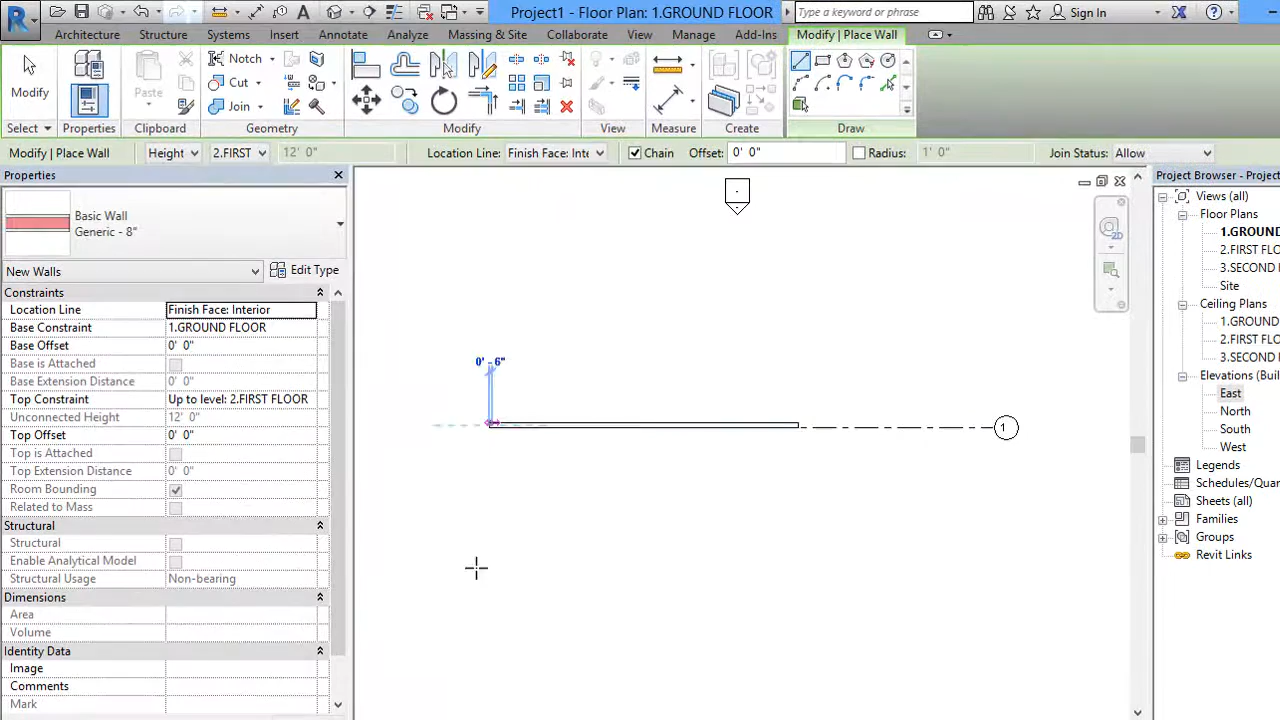 Project1 - Floor Plan: 1.GROUND FLOOR
Type a keyword or phrase
Sign In
Architecture Structure Systems Insert Annotate Analyze Massing & Site Collaborate View Manage Add-Ins Modify | Place Wall
Modify
Paste
Notch
Cut
Join
Select Properties Clipboard Geometry Modify View Measure Create Draw
Modify | Place Wall Height 2.FIRST 12' 0" Location Line: Finish Face: Inte Chain Offset: 0' 0" Radius: 1' 0" Join Status: Allow
Properties
Basic Wall
Generic - 8"
New Walls Edit Type
Constraints
Location Line Finish Face: Interior
Base Constraint 1.GROUND FLOOR
Base Offset 0' 0"
Base is Attached
Base Extension Distance 0' 0"
Top Constraint Up to level: 2.FIRST FLOOR
Unconnected Height 12' 0"
Top Offset 0' 0"
Top is Attached
Top Extension Distance 0' 0"
Room Bounding
Related to Mass
Structural
Structural
Enable Analytical Model
Structural Usage Non-bearing
Dimensions
Area
Volume
Identity Data
Image
Comments
Mark
0' - 6"
1
2D
Project Browser - Project
Views (all)
Floor Plans
1.GROUND
2.FIRST FLO
3.SECOND
Site
Ceiling Plans
1.GROUND
2.FIRST FLO
3.SECOND
Elevations (Buil
East
North
South
West
Legends
Schedules/Quar
Sheets (all)
Families
Groups
Revit Links